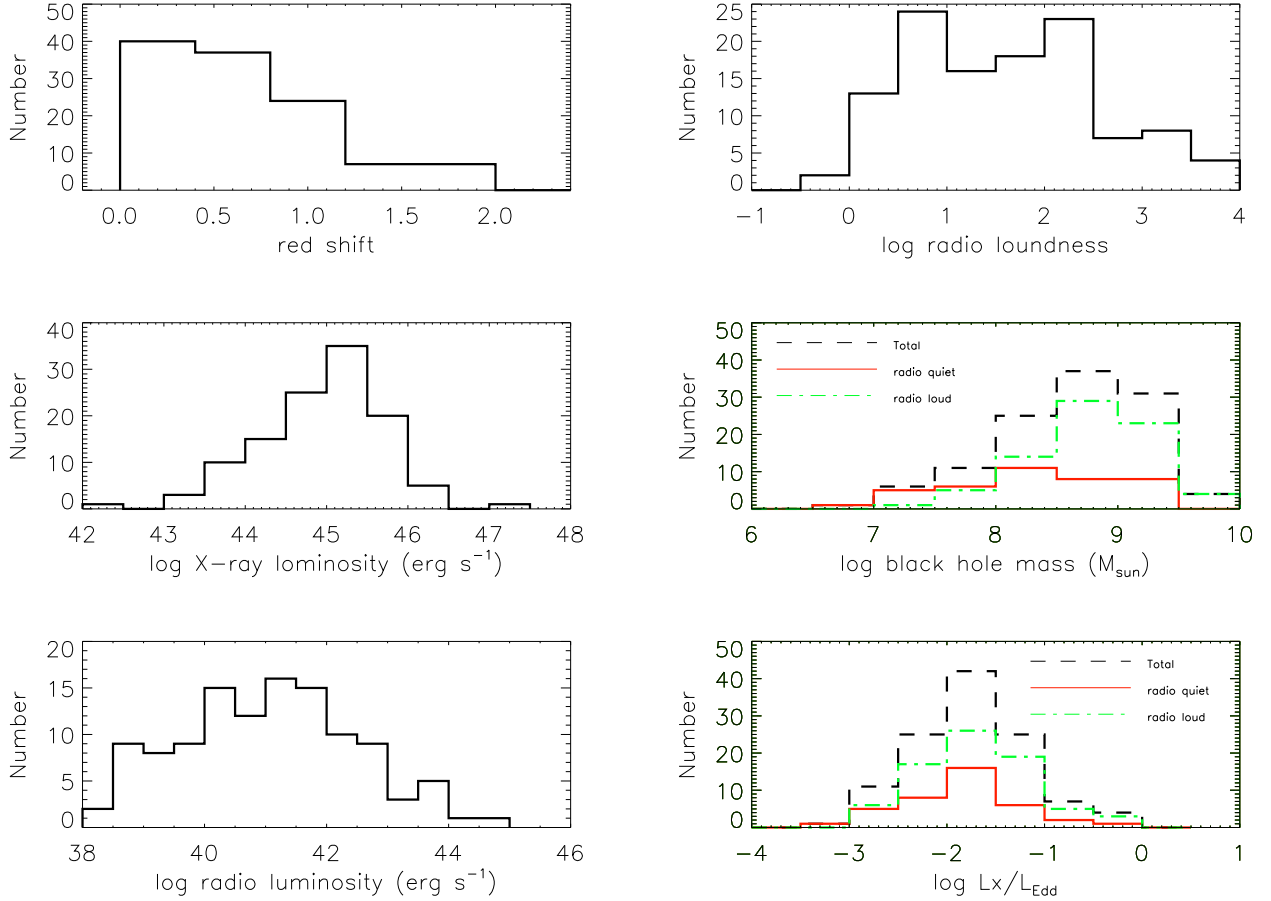 50
40
30
20
10
0
Number
0.0 0.5 1.0 1.5 2.0
red shift
25
20
15
10
5
0
Number
−1 0 1 2 3 4
log radio loundness
40
30
20
10
0
Number
42 43 44 45 46 47 48
log X−ray lominosity (erg s⁻¹)
50
40
30
20
10
0
Number
Total
radio quiet
radio loud
6 7 8 9 10
log black hole mass (Msun)
20
15
10
5
0
Number
38 40 42 44 46
log radio luminosity (erg s⁻¹)
50
40
30
20
10
0
Number
Total
radio quiet
radio loud
−4 −3 −2 −1 0 1
log Lx/LEdd